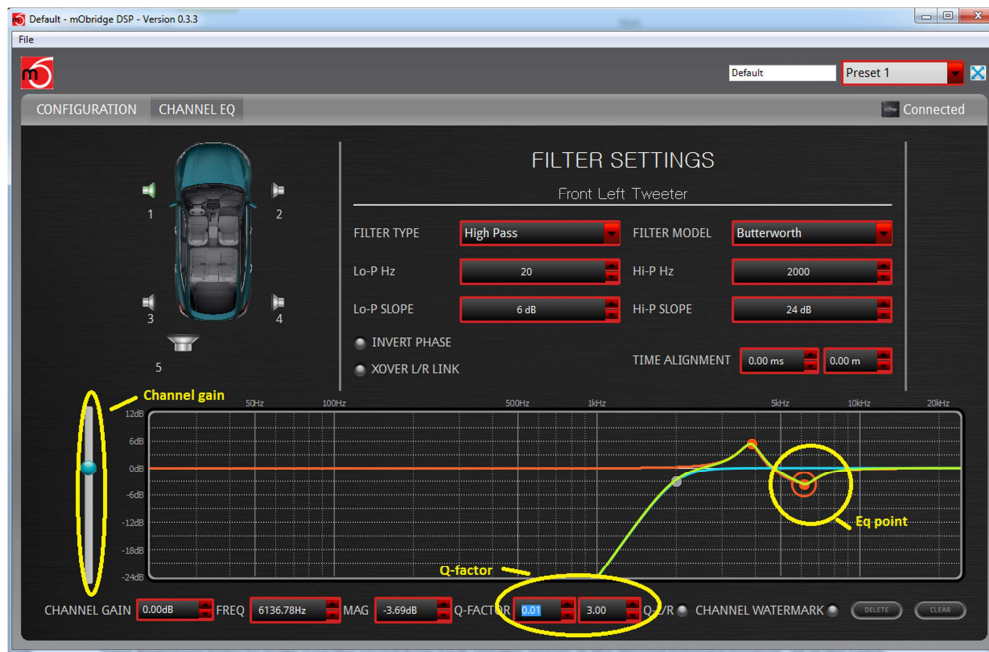 Default - mObridge DSP - Version 0.3.3
File
m6
Default
Preset 1
CONFIGURATION
CHANNEL EQ
Connected
FILTER SETTINGS
Front Left Tweeter
1
2
3
4
5
FILTER TYPE
High Pass
FILTER MODEL
Butterworth
Lo-P Hz
20
Hi-P Hz
2000
Lo-P SLOPE
6 dB
Hi-P SLOPE
24 dB
INVERT PHASE
XOVER L/R LINK
TIME ALIGNMENT
0.00 ms
0.00 m
Channel gain
50Hz
100Hz
500Hz
1kHz
5kHz
10kHz
20kHz
12dB
6dB
0dB
-6dB
-12dB
-18dB
-24dB
Eq point
Q-factor
CHANNEL GAIN
0.00dB
FREQ
6136.78Hz
MAG
-3.69dB
Q-FACTOR
0.01
3.00
Q-L/R
CHANNEL WATERMARK
DELETE
CLEAR